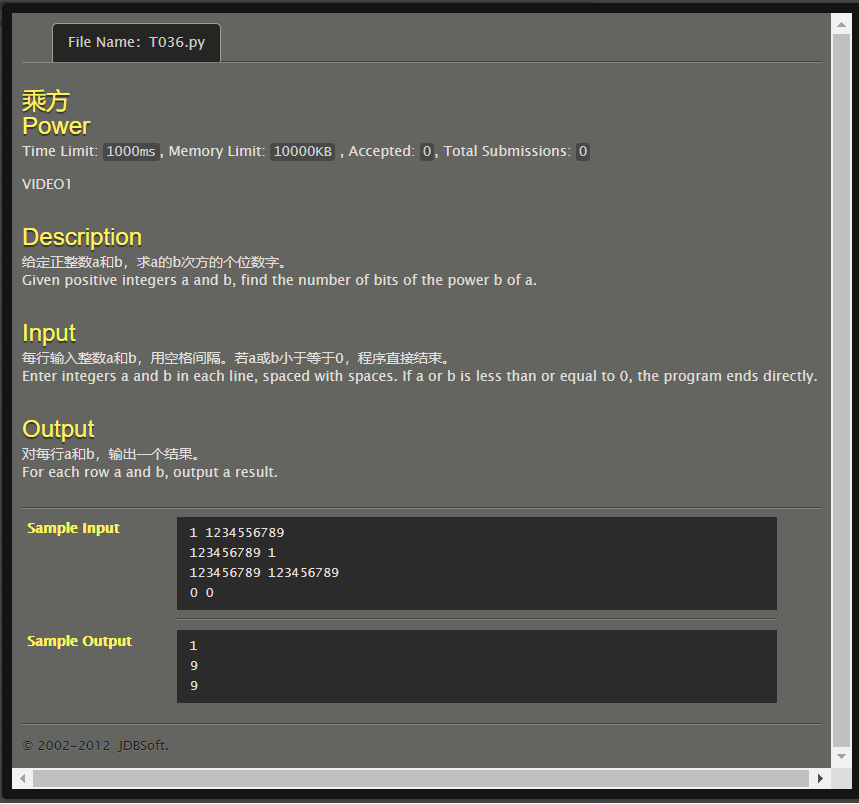 File Name: T036.py
乘方
Power
Time Limit: 1000ms, Memory Limit: 10000KB , Accepted: 0, Total Submissions: 0
VIDEO1
Description
给定正整数a和b，求a的b次方的个位数字。
Given positive integers a and b, find the number of bits of the power b of a.
Input
每行输入整数a和b，用空格间隔。若a或b小于等于0，程序直接结束。
Enter integers a and b in each line, spaced with spaces. If a or b is less than or equal to 0, the program ends directly.
Output
对每行a和b，输出一个结果。
For each row a and b, output a result.
Sample Input
1 1234556789
123456789 1
123456789 123456789
0 0
Sample Output
1
9
9
© 2002-2012 JDBSoft.